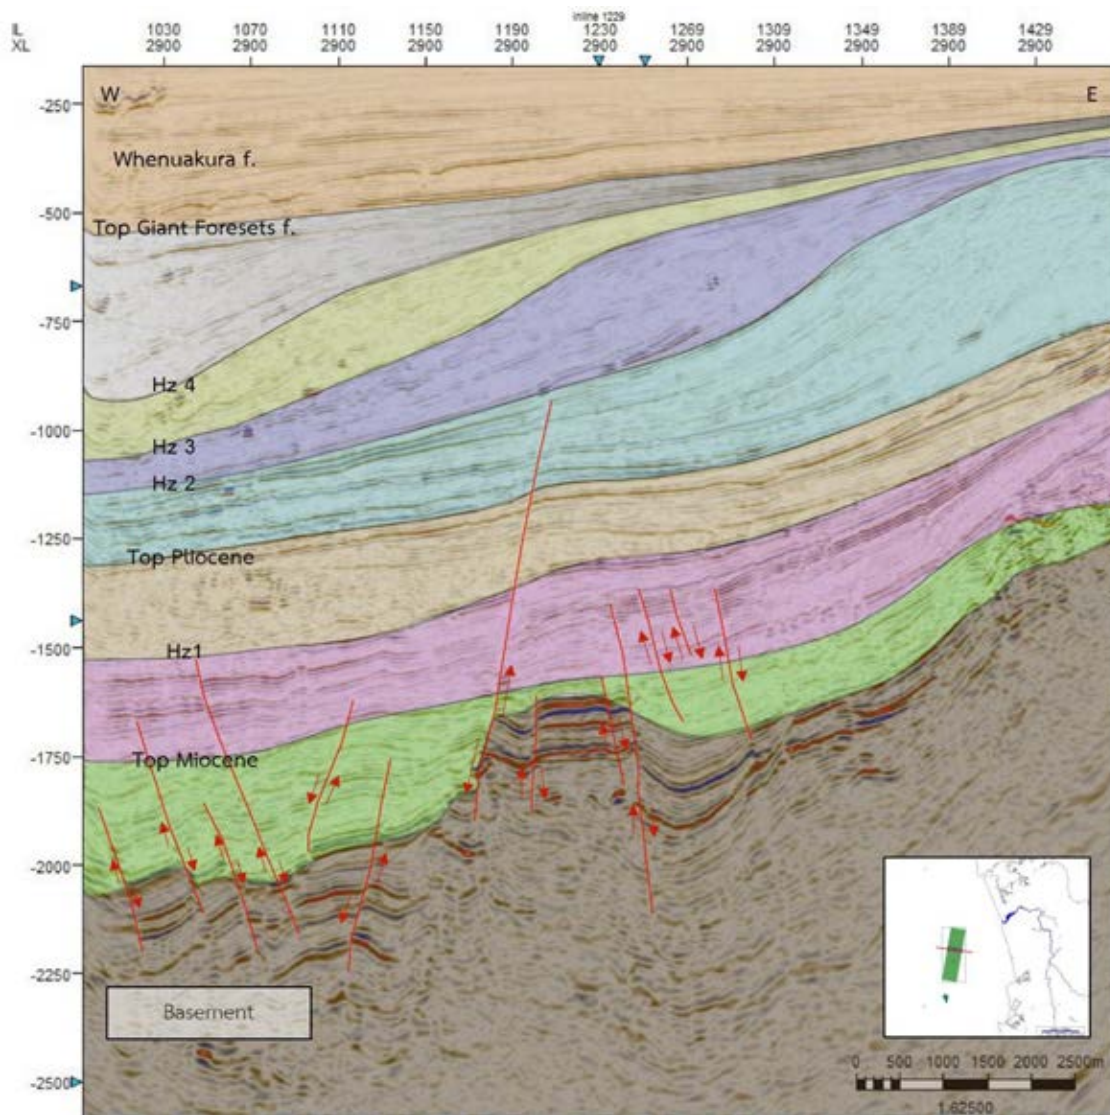 inline 1229
IL 1030 1070 1110 1150 1190 1230 1269 1309 1349 1389 1429
XL 2900 2900 2900 2900 2900 2900 2900 2900 2900 2900 2900
W E
-250
Whenuakura f.
-500
Top Giant Foresets f.
-750
Hz 4
-1000
Hz 3
Hz 2
-1250
Top Pliocene
-1500
Hz1
-1750
Top Miocene
-2000
-2250
Basement
-2500
0 500 1000 1500 2000 2500m
1:62500